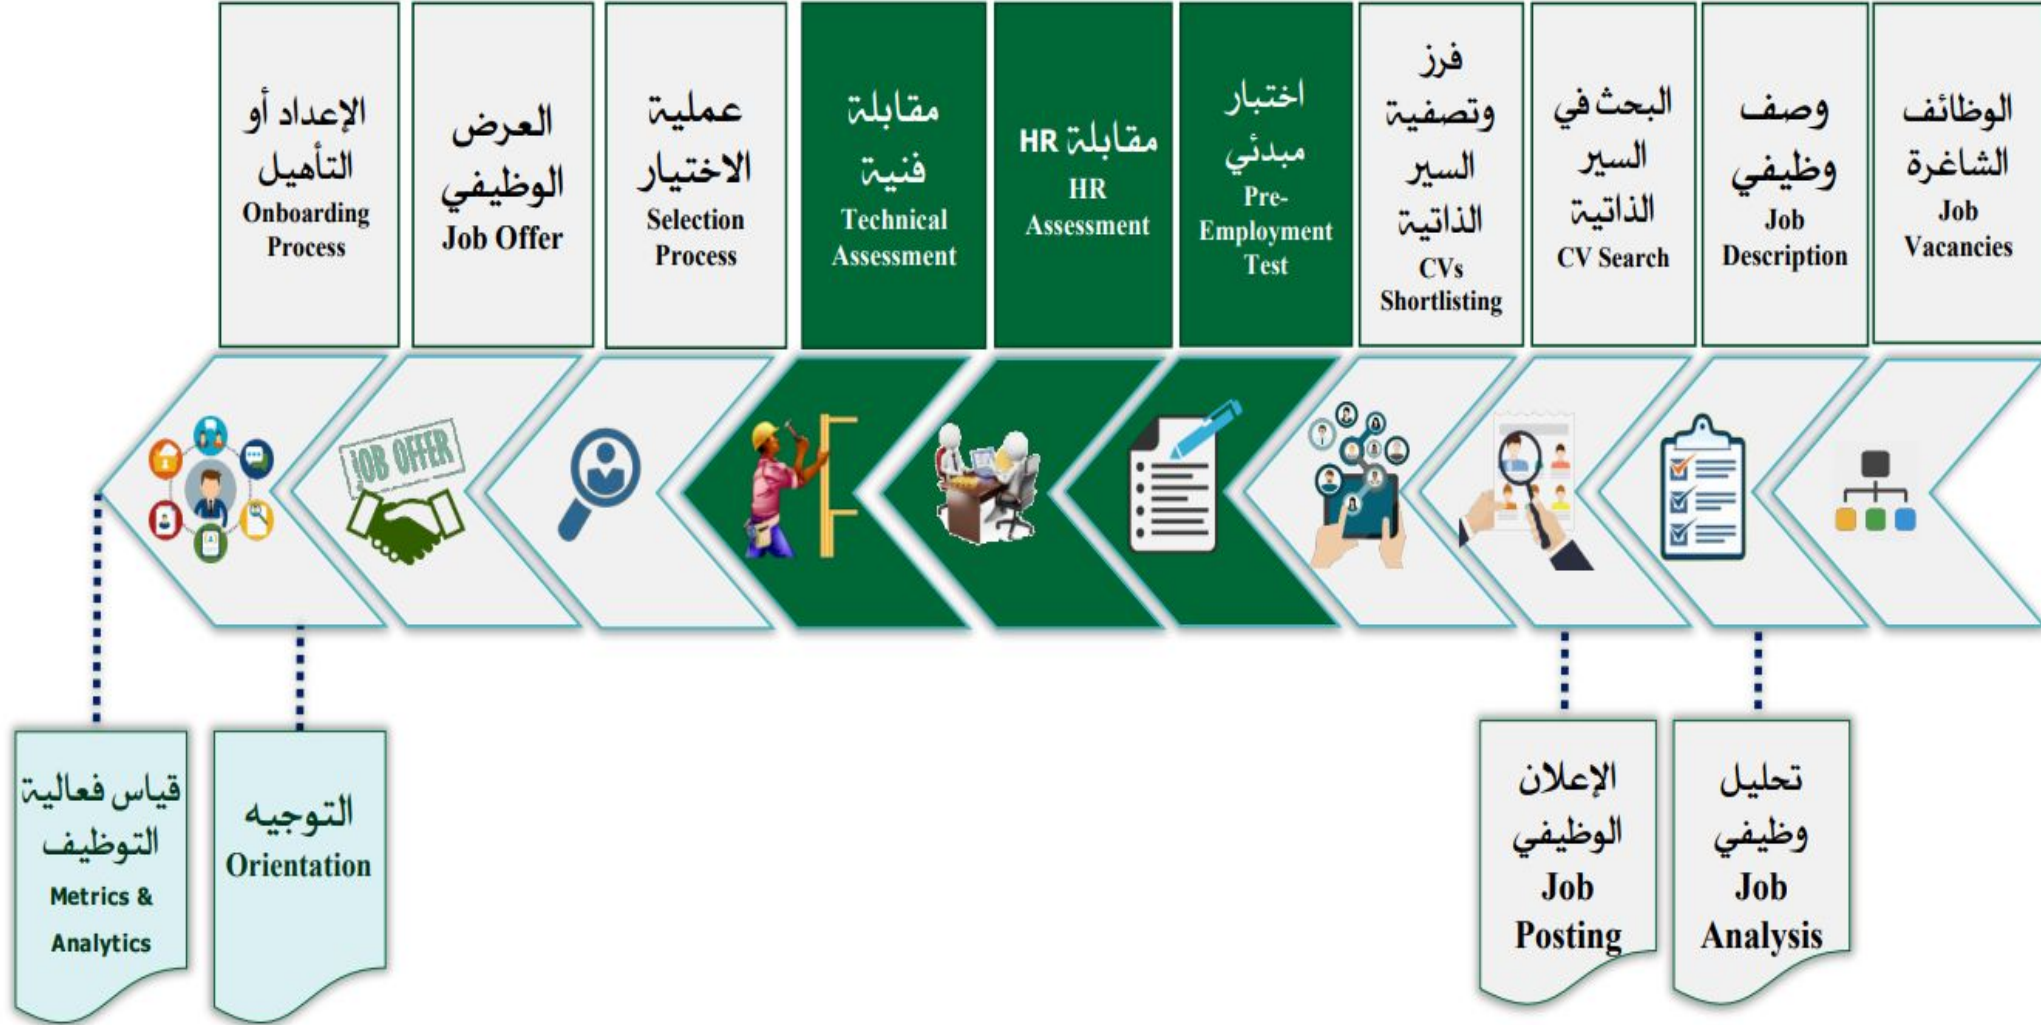 الوظائف
الشاغرة
Job
Vacancies
وصف
وظيفي
Job
Description
البحث في
السير
الذاتية
CV Search
فرز
وتصفية
السير
الذاتية
CVs
Shortlisting
اختبار
مبدئي
Pre-
Employment
Test
مقابلة HR
HR
Assessment
مقابلة
فنية
Technical
Assessment
عملية
الاختيار
Selection
Process
العرض
الوظيفي
Job Offer
الإعداد أو
التأهيل
Onboarding
Process
JOB OFFER
تحليل
وظيفي
Job
Analysis
الإعلان
الوظيفي
Job
Posting
التوجيه
Orientation
قياس فعالية
التوظيف
Metrics &
Analytics